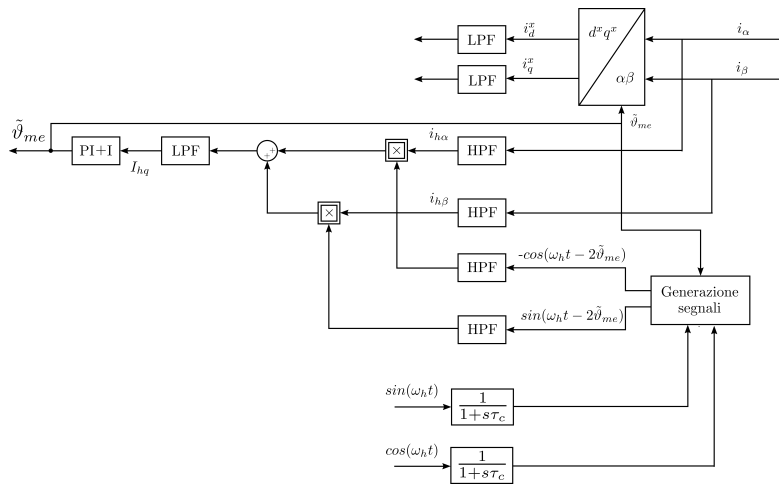 LPF
i_d^x
d^x q^x
αβ
i_α
LPF
i_q^x
i_β
ϑ̃_me
ϑ̃_me
PI+I
I_hq
LPF
+
+
×
i_hα
HPF
×
i_hβ
HPF
HPF
-cos(ω_h t − 2ϑ̃_me)
Generazione
segnali
HPF
sin(ω_h t − 2ϑ̃_me)
sin(ω_h t)
1
1+sτ_c
cos(ω_h t)
1
1+sτ_c